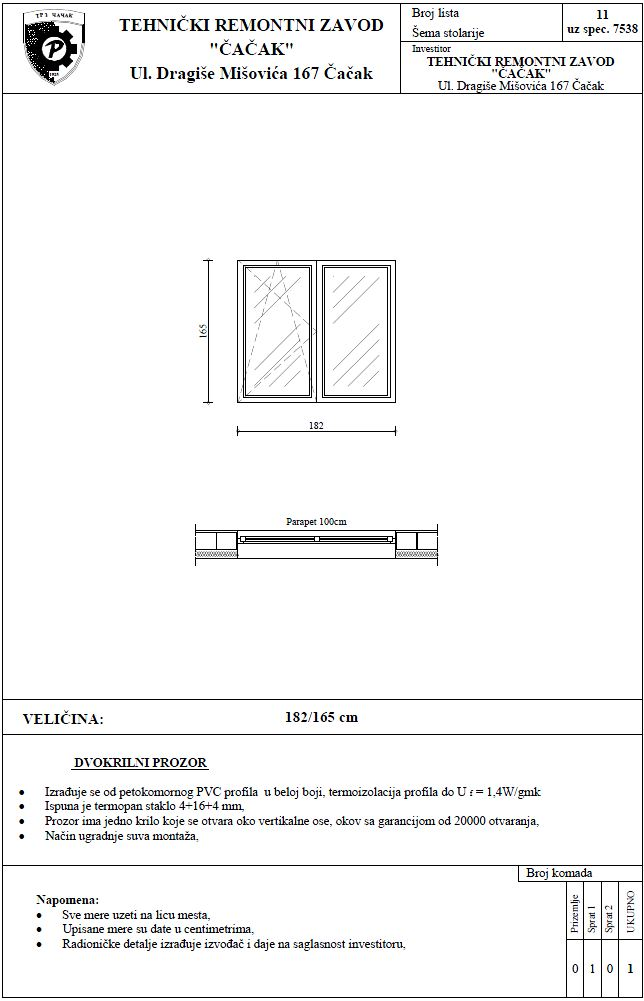 ТРЗ ЧАЧАК
TEHNIČKI REMONTNI ZAVOD
"ČAČAK"
Ul. Dragiše Mišovića 167 Čačak
Broj lista
Šema stolarije
11
uz spec. 7538
Investitor
TEHNIČKI REMONTNI ZAVOD
"ČAČAK"
Ul. Dragiše Mišovića 167 Čačak
165
182
Parapet 100cm
VELIČINA:
182/165 cm
DVOKRILNI PROZOR
• Izrađuje se od petokomornog PVC profila u beloj boji, termoizolacija profila do U f = 1,4W/gmk
• Ispuna je termopan staklo 4+16+4 mm,
• Prozor ima jedno krilo koje se otvara oko vertikalne ose, okov sa garancijom od 20000 otvaranja,
• Način ugradnje suva montaža,
Broj komada
Napomena:
• Sve mere uzeti na licu mesta,
• Upisane mere su date u centimetrima,
• Radioničke detalje izrađuje izvođač i daje na saglasnost investitoru,
Prizemlje
Sprat 1
Sprat 2
UKUPNO
0 1 0 1